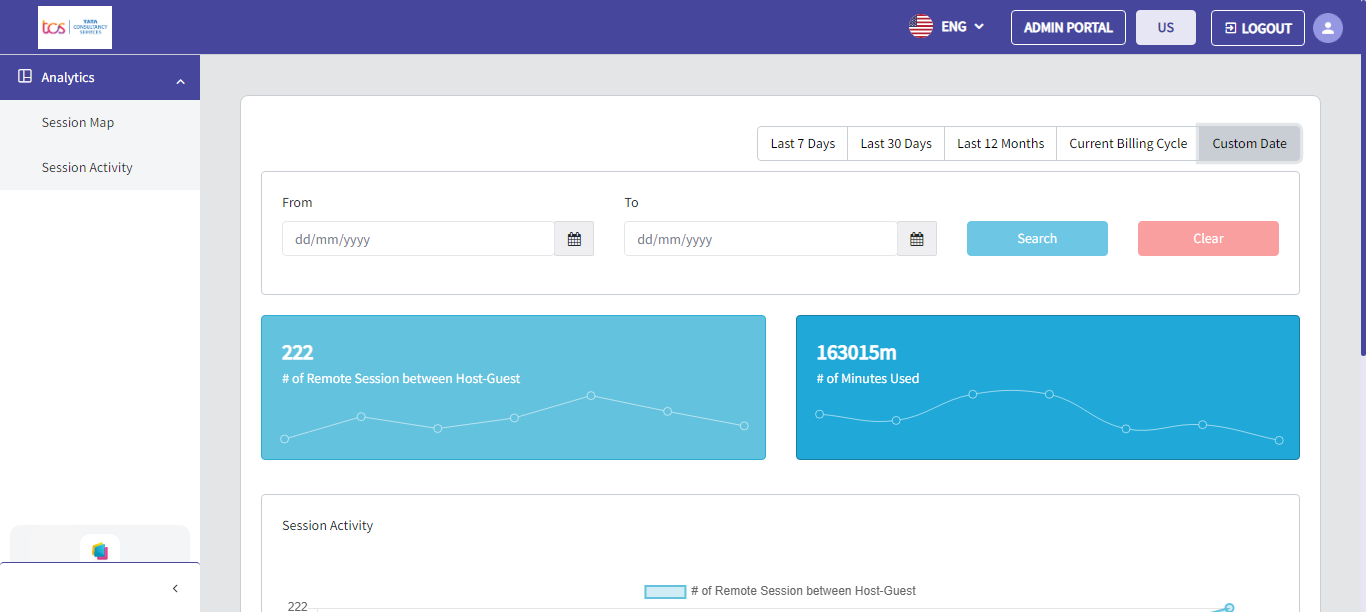 tcs TATA CONSULTANCY SERVICES
ENG ADMIN PORTAL US LOGOUT
Analytics
Session Map
Session Activity
Last 7 Days Last 30 Days Last 12 Months Current Billing Cycle Custom Date
From To
dd/mm/yyyy dd/mm/yyyy Search Clear
222
# of Remote Session between Host-Guest
163015m
# of Minutes Used
Session Activity
# of Remote Session between Host-Guest
222